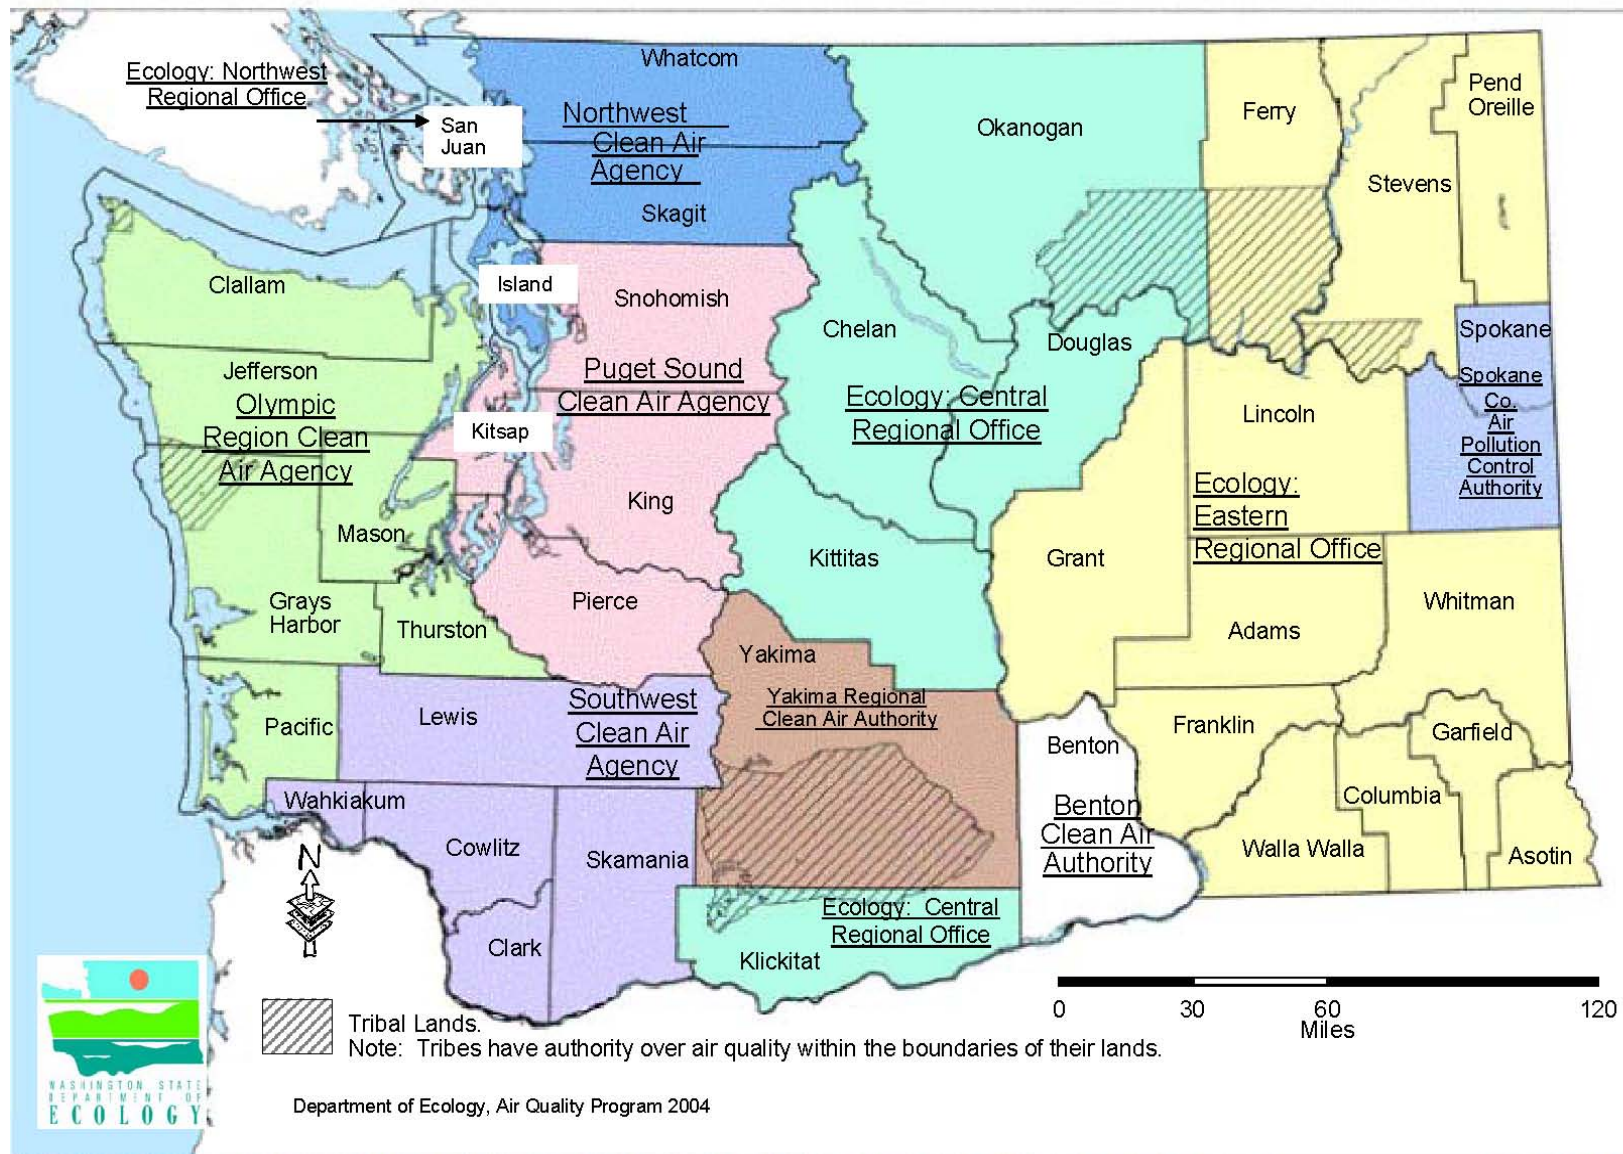 Whatcom
Ecology: Northwest
Regional Office
Northwest
Clean Air
Agency
San
Juan
Skagit
Okanogan
Ferry
Pend
Oreille
Stevens
Clallam
Island
Snohomish
Chelan
Douglas
Spokane
Jefferson
Olympic
Region Clean
Air Agency
Puget Sound
Clean Air Agency
Kitsap
Ecology: Central
Regional Office
Lincoln
Spokane
Co.
Air
Pollution
Control
Authority
Ecology:
Eastern
Regional Office
King
Mason
Kittitas
Grant
Grays
Harbor
Thurston
Pierce
Adams
Whitman
Yakima
Yakima Regional
Clean Air Authority
Pacific
Lewis
Southwest
Clean Air
Agency
Benton
Franklin
Garfield
Wahkiakum
Columbia
Benton
Clean Air
Authority
Cowlitz
Skamania
Walla Walla
Asotin
N
Ecology: Central
Regional Office
Clark
Klickitat
0 30 60 120
Miles
Tribal Lands.
Note: Tribes have authority over air quality within the boundaries of their lands.
WASHINGTON STATE
DEPARTMENT OF
ECOLOGY
Department of Ecology, Air Quality Program 2004